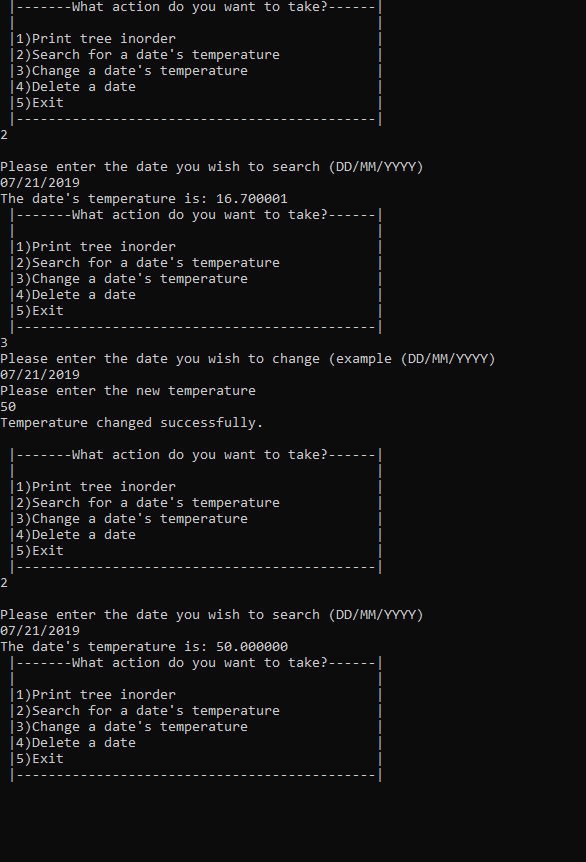 |-------What action do you want to take?------|
| |
|1)Print tree inorder |
|2)Search for a date's temperature |
|3)Change a date's temperature |
|4)Delete a date |
|5)Exit |
|---------------------------------------------|
2
Please enter the date you wish to search (DD/MM/YYYY)
07/21/2019
The date's temperature is: 16.700001
|-------What action do you want to take?------|
| |
|1)Print tree inorder |
|2)Search for a date's temperature |
|3)Change a date's temperature |
|4)Delete a date |
|5)Exit |
|---------------------------------------------|
3
Please enter the date you wish to change (example (DD/MM/YYYY)
07/21/2019
Please enter the new temperature
50
Temperature changed successfully.
|-------What action do you want to take?------|
| |
|1)Print tree inorder |
|2)Search for a date's temperature |
|3)Change a date's temperature |
|4)Delete a date |
|5)Exit |
|---------------------------------------------|
2
Please enter the date you wish to search (DD/MM/YYYY)
07/21/2019
The date's temperature is: 50.000000
|-------What action do you want to take?------|
| |
|1)Print tree inorder |
|2)Search for a date's temperature |
|3)Change a date's temperature |
|4)Delete a date |
|5)Exit |
|---------------------------------------------|